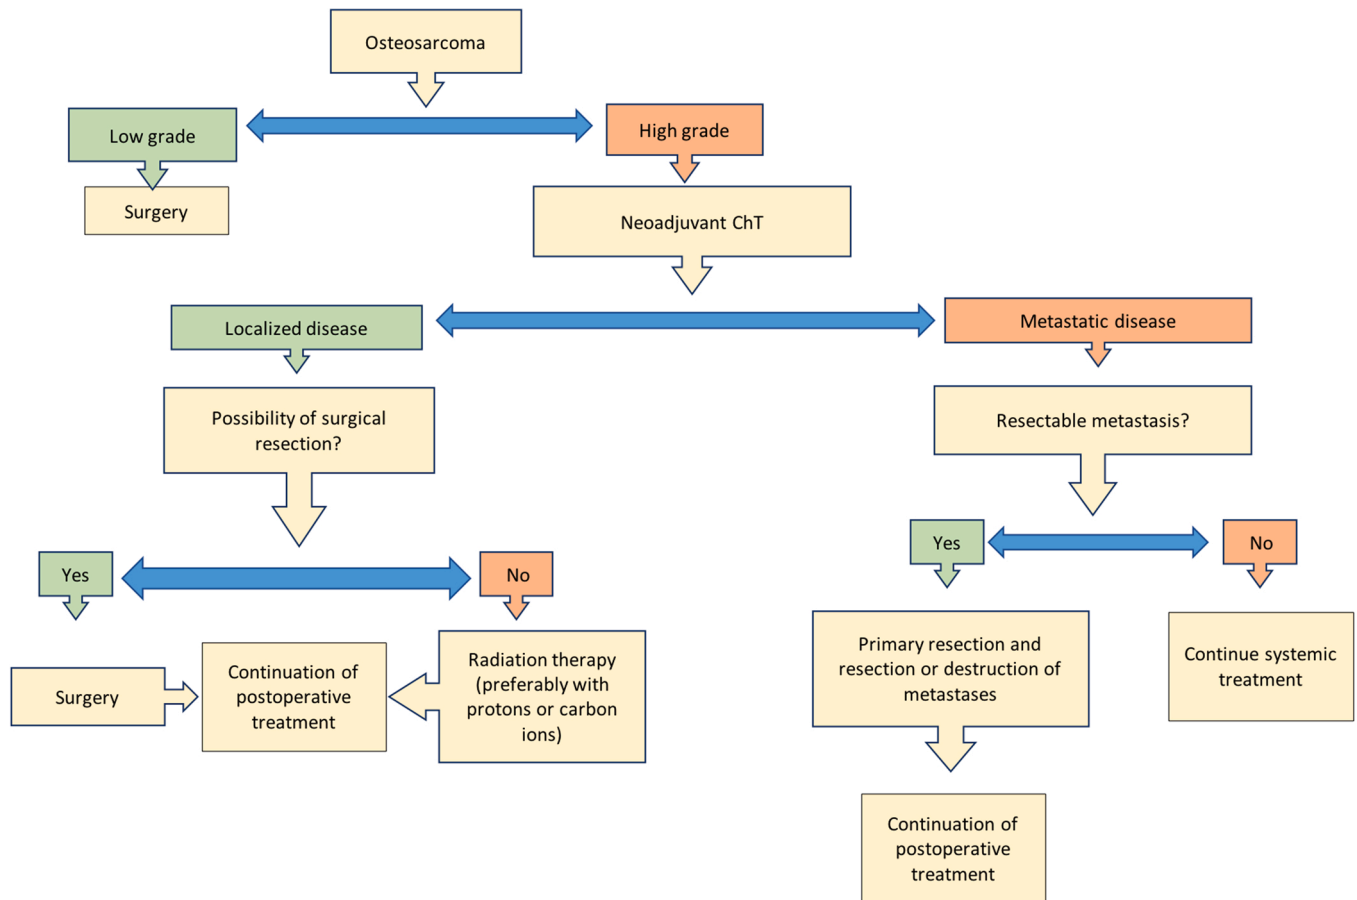 Osteosarcoma
Low grade
High grade
Surgery
Neoadjuvant ChT
Localized disease
Metastatic disease
Possibility of surgical
resection?
Resectable metastasis?
Yes
No
Yes
No
Surgery
Continuation of
postoperative
treatment
Radiation therapy
(preferably with
protons or carbon
ions)
Primary resection and
resection or destruction of
metastases
Continue systemic
treatment
Continuation of
postoperative
treatment